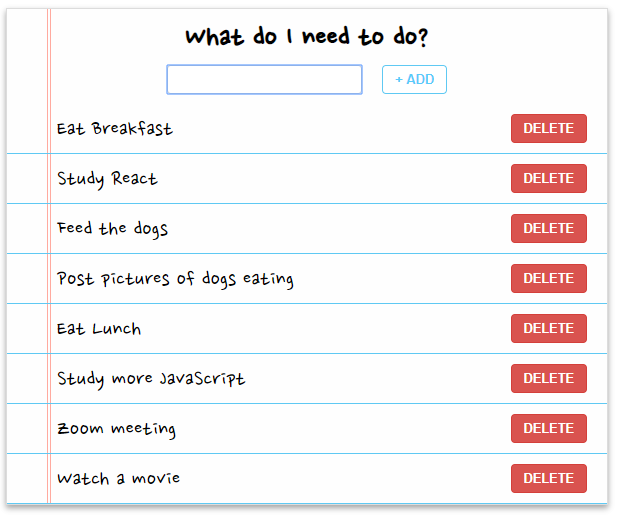 What do I need to do?
+ ADD
Eat Breakfast DELETE
Study React DELETE
Feed the dogs DELETE
Post pictures of dogs eating DELETE
Eat Lunch DELETE
Study more JavaScript DELETE
Zoom meeting DELETE
Watch a movie DELETE